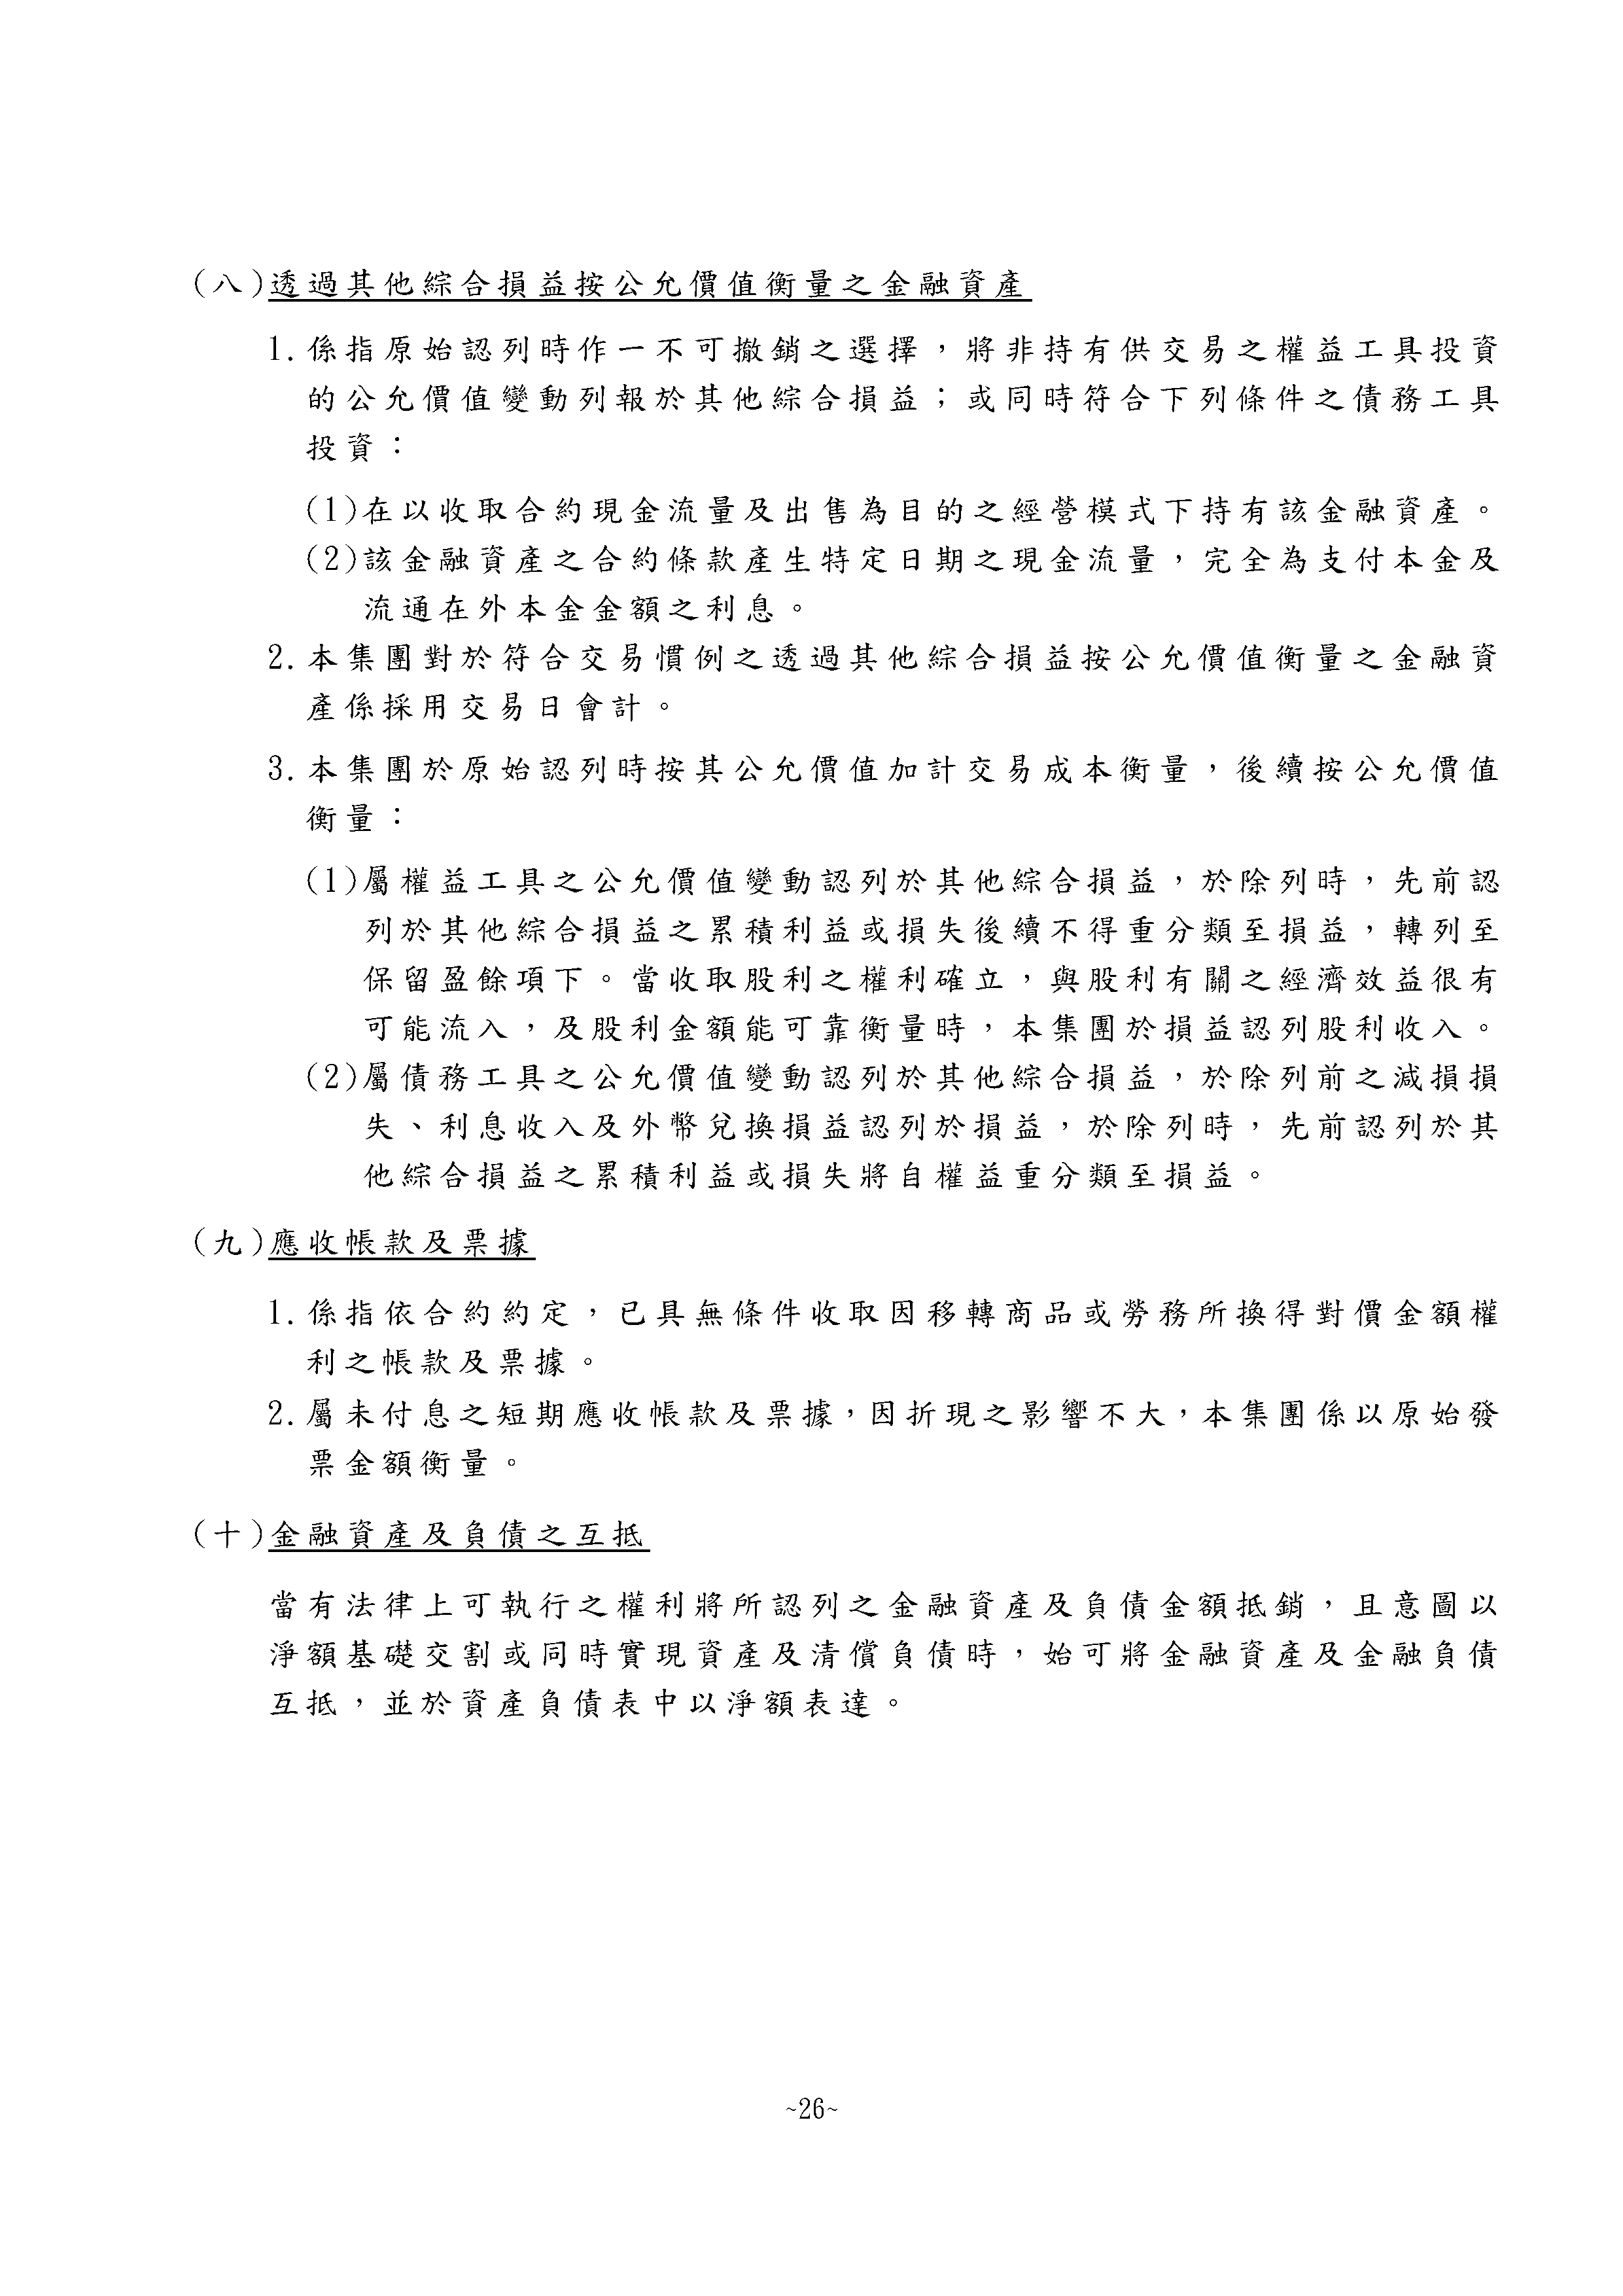 (八)透過其他綜合損益按公允價值衡量之金融資產
1.係指原始認列時作一不可撤銷之選擇，將非持有供交易之權益工具投資
的公允價值變動列報於其他綜合損益；或同時符合下列條件之債務工具
投資：
(1)在以收取合約現金流量及出售為目的之經營模式下持有該金融資產。
(2)該金融資產之合約條款產生特定日期之現金流量，完全為支付本金及
流通在外本金金額之利息。
2.本集團對於符合交易慣例之透過其他綜合損益按公允價值衡量之金融資
產係採用交易日會計。
3.本集團於原始認列時按其公允價值加計交易成本衡量，後續按公允價值
衡量：
(1)屬權益工具之公允價值變動認列於其他綜合損益，於除列時，先前認
列於其他綜合損益之累積利益或損失後續不得重分類至損益，轉列至
保留盈餘項下。當收取股利之權利確立，與股利有關之經濟效益很有
可能流入，及股利金額能可靠衡量時，本集團於損益認列股利收入。
(2)屬債務工具之公允價值變動認列於其他綜合損益，於除列前之減損損
失、利息收入及外幣兌換損益認列於損益，於除列時，先前認列於其
他綜合損益之累積利益或損失將自權益重分類至損益。
(九)應收帳款及票據
1.係指依合約約定，已具無條件收取因移轉商品或勞務所換得對價金額權
利之帳款及票據。
2.屬未付息之短期應收帳款及票據，因折現之影響不大，本集團係以原始發
票金額衡量。
(十)金融資產及負債之互抵
當有法律上可執行之權利將所認列之金融資產及負債金額抵銷，且意圖以
淨額基礎交割或同時實現資產及清償負債時，始可將金融資產及金融負債
互抵，並於資產負債表中以淨額表達。
~26~